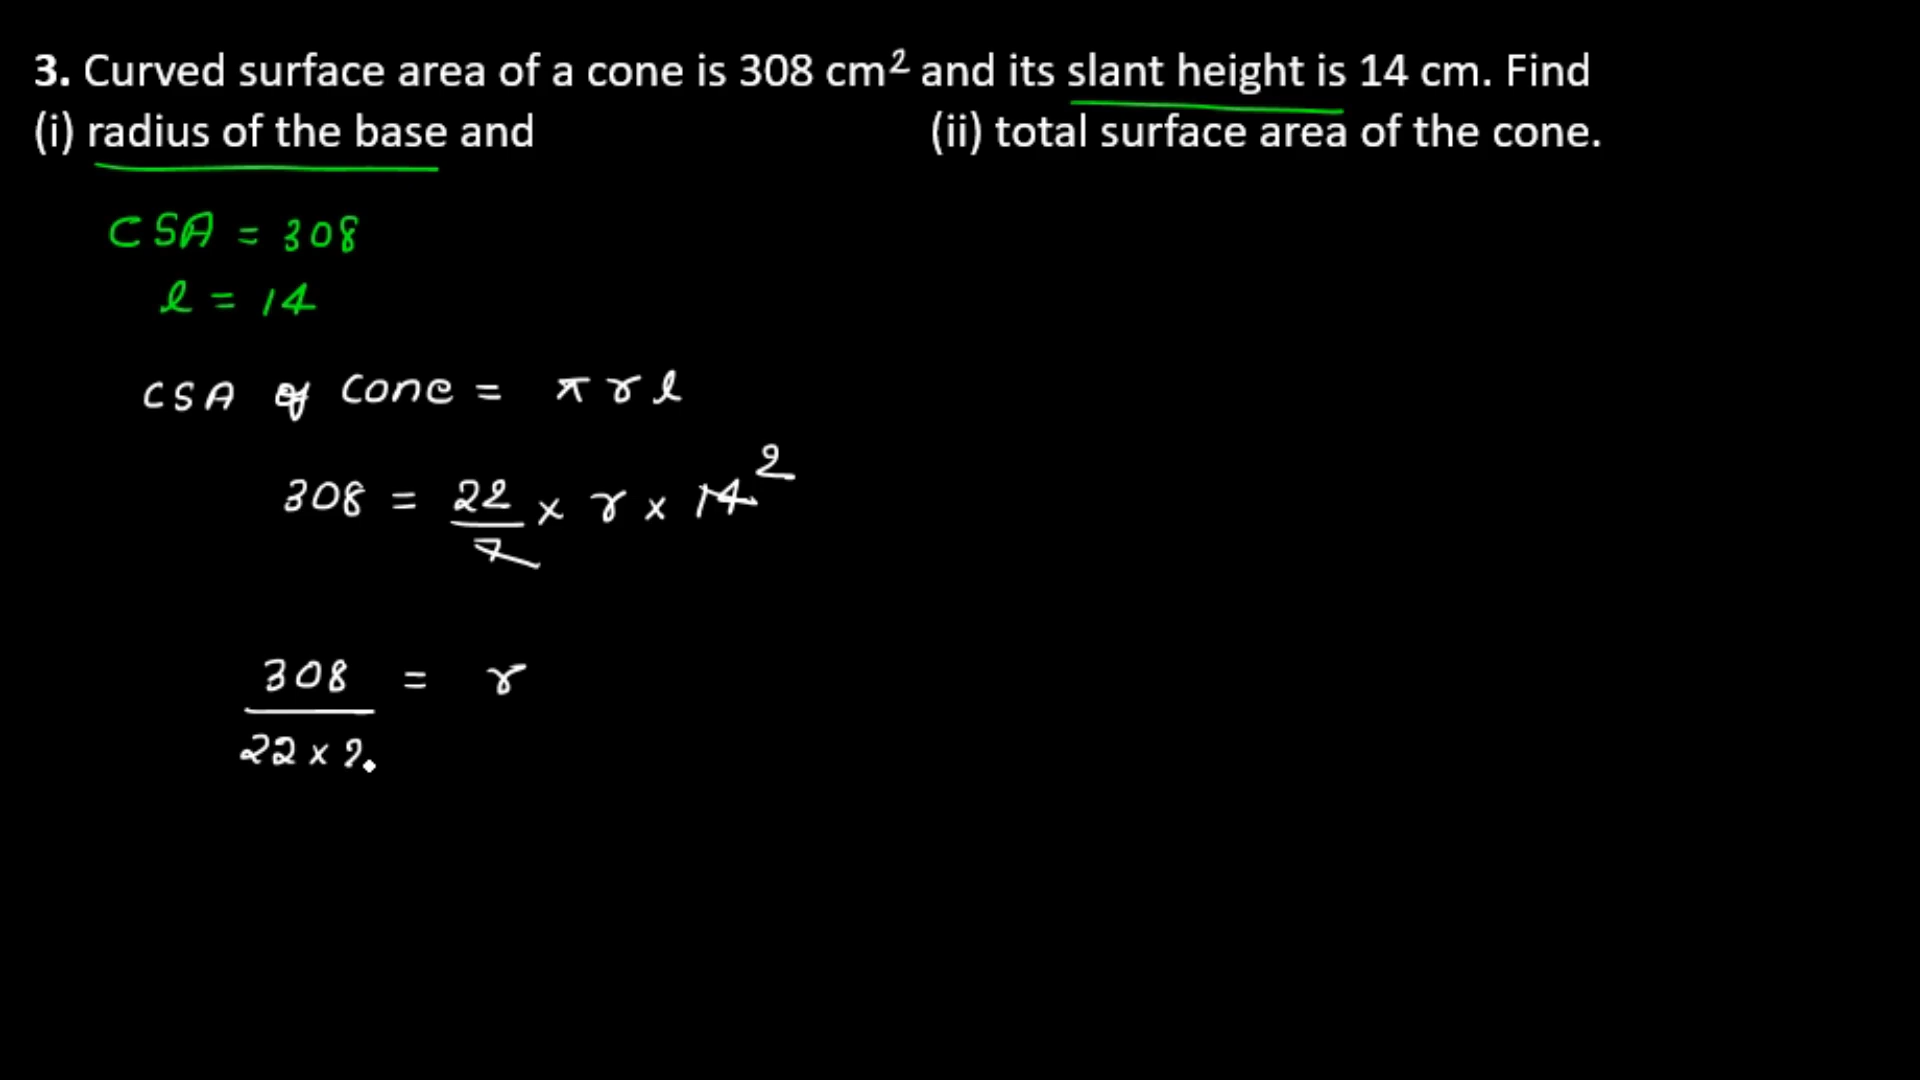 3. Curved surface area of a cone is 308 cm² and its slant height is 14 cm. Find
(i) radius of the base and (ii) total surface area of the cone.
CSA = 308
l = 14
CSA of Cone = π r l
308 = 22/7 × r × 14 2
308/22 × 2 = r